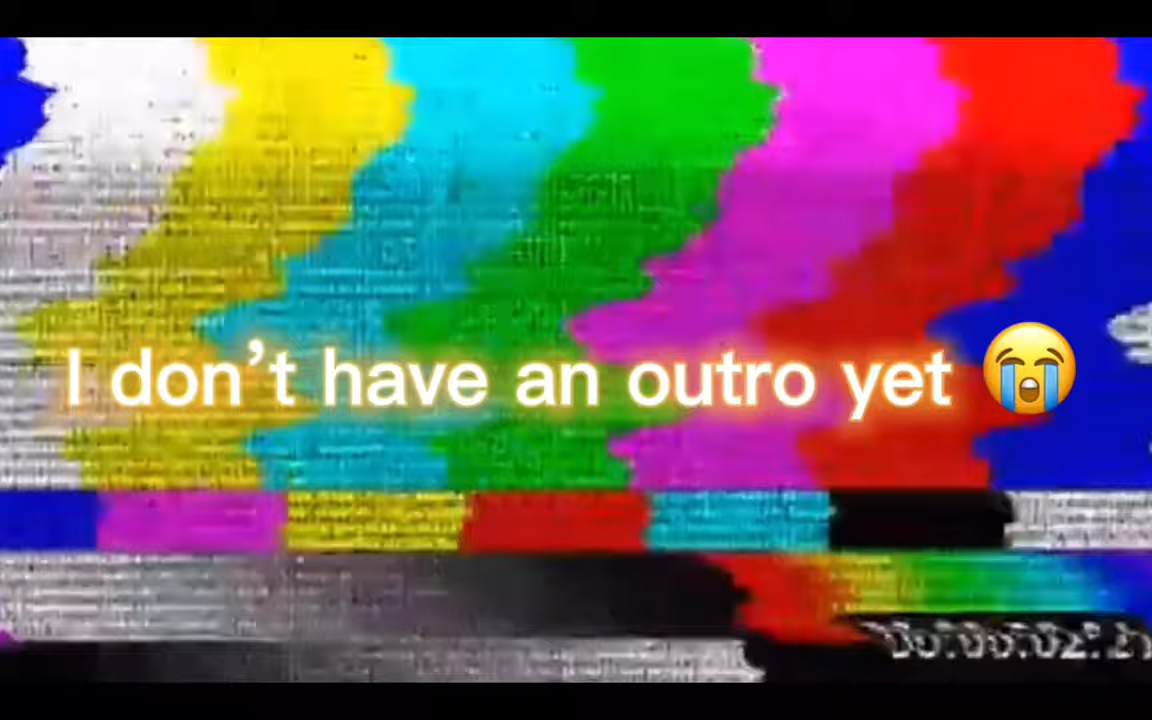 I don’t have an outro yet 😭